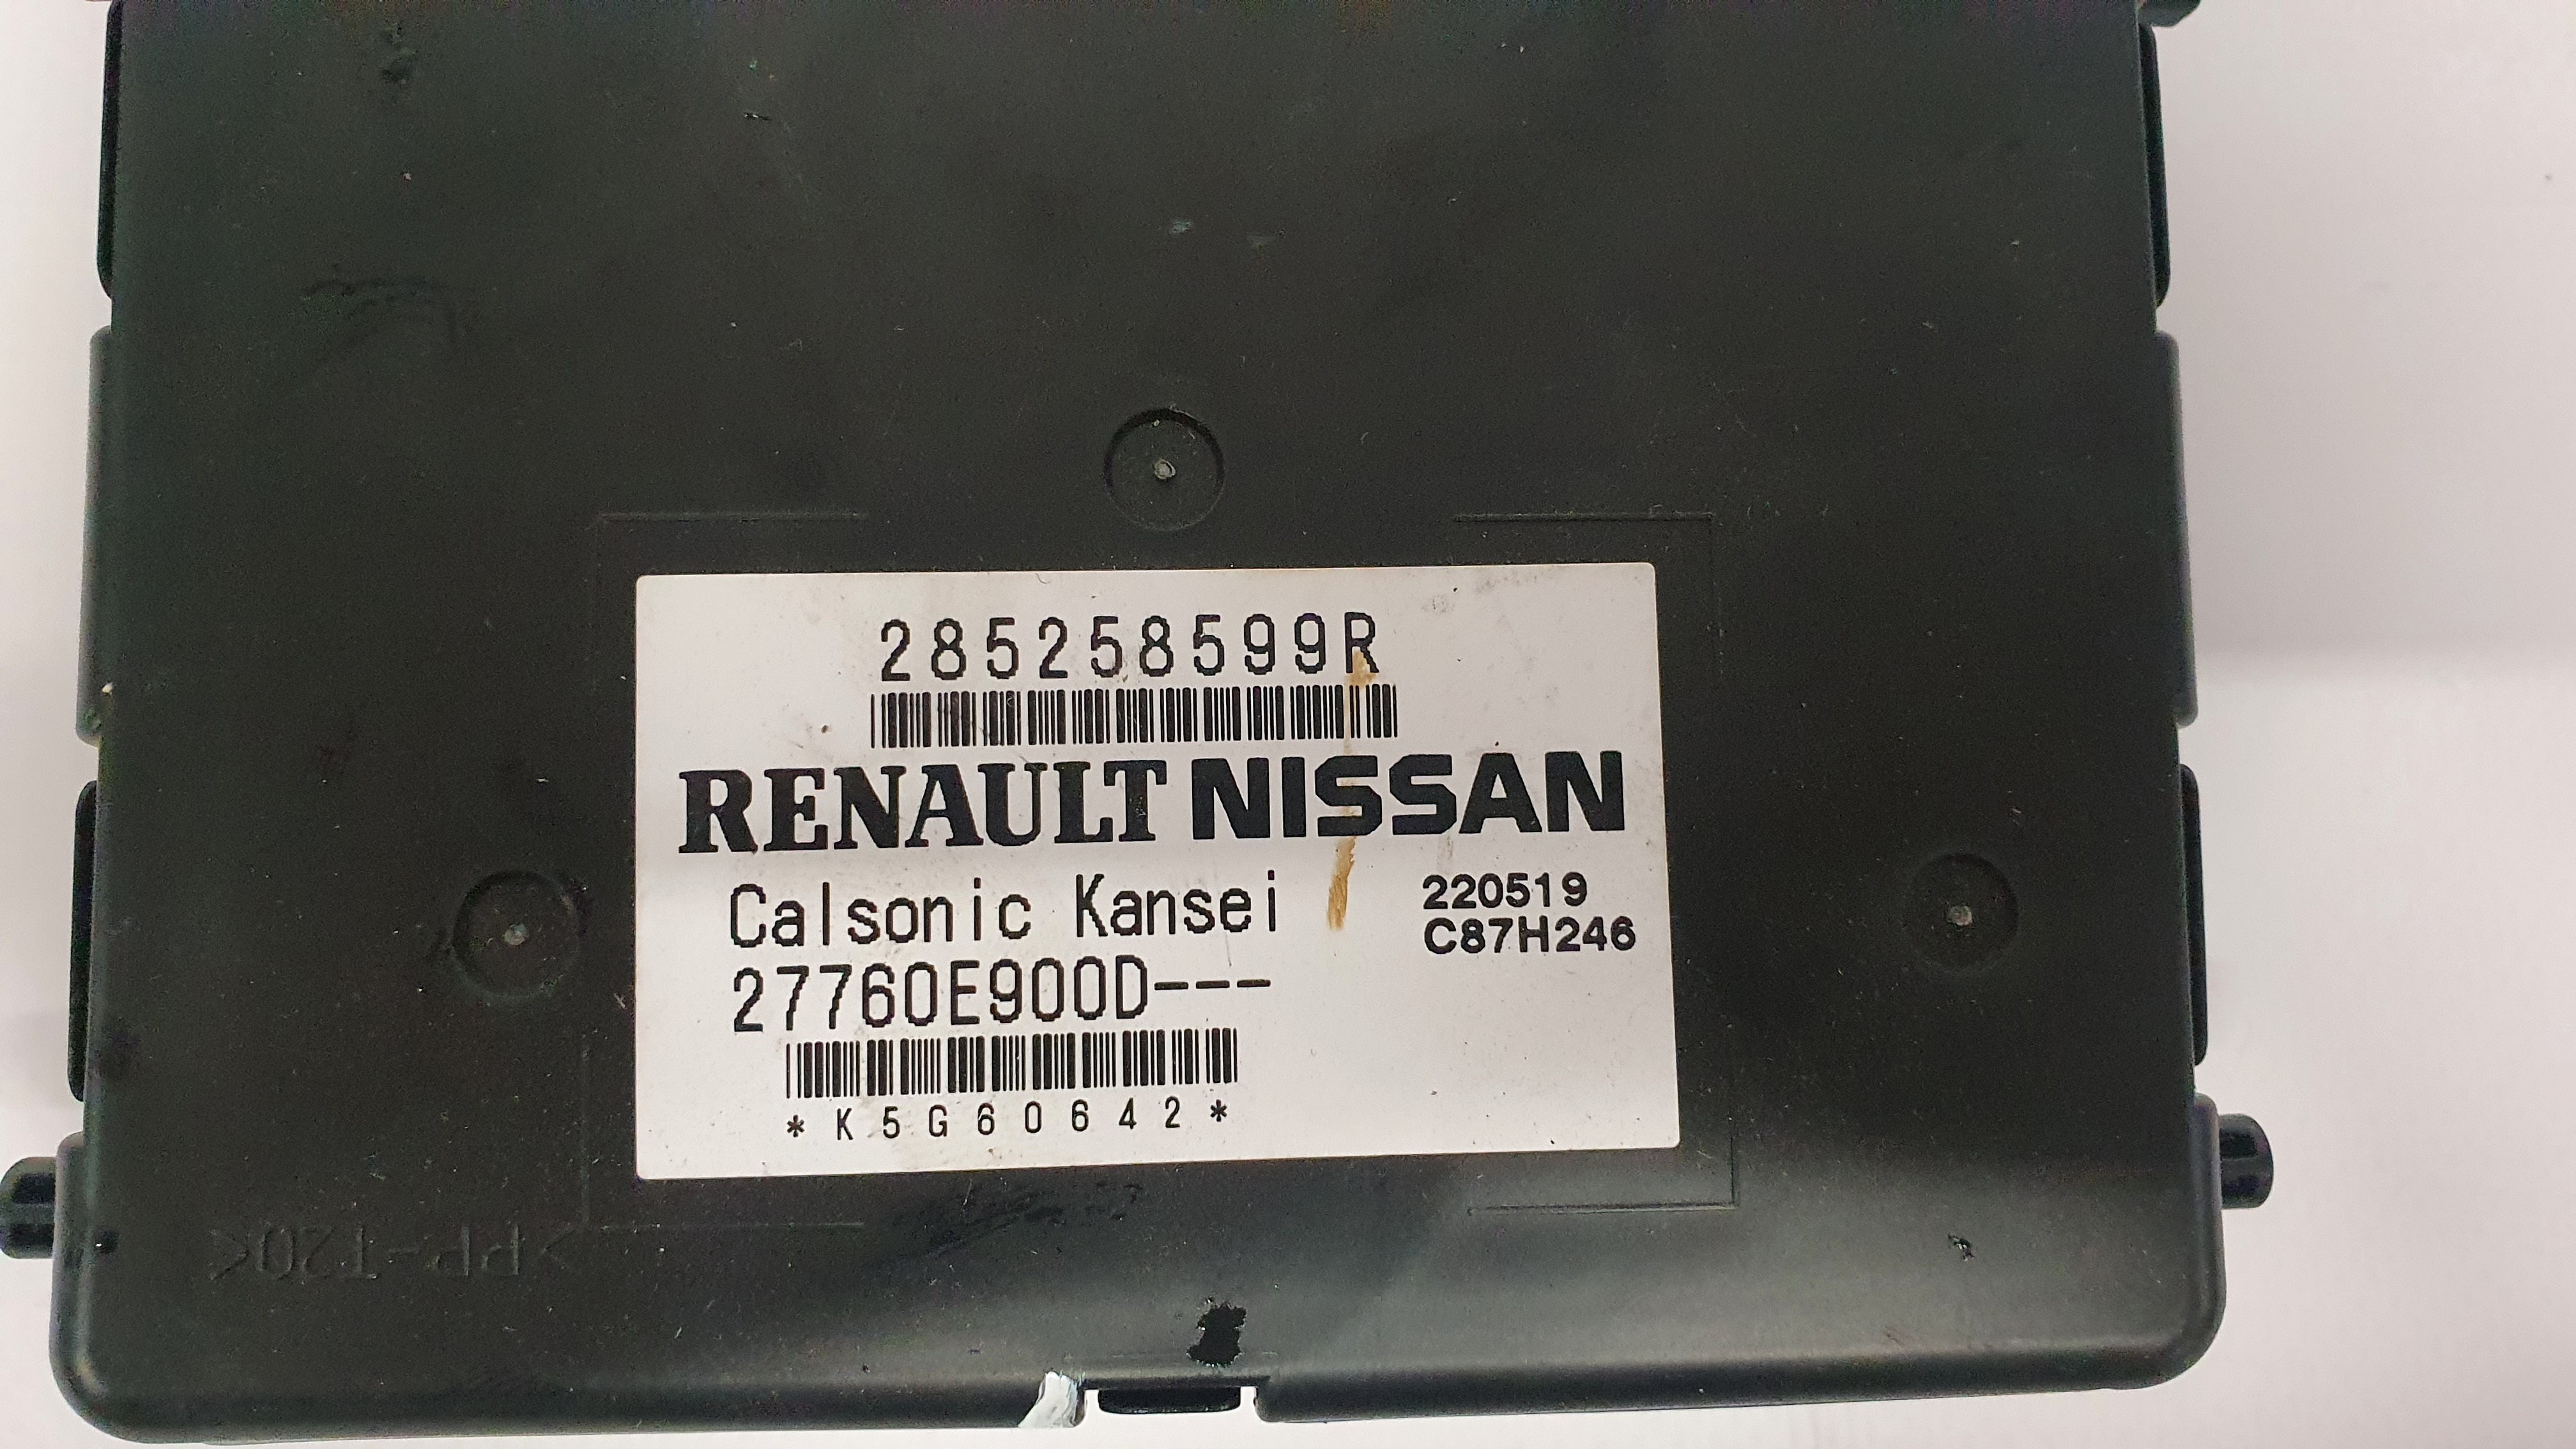 285258599R
RENAULT NISSAN
Calsonic Kansei
220519
C87H246
27760E900D---
*K5G60642*
>PP-T20<